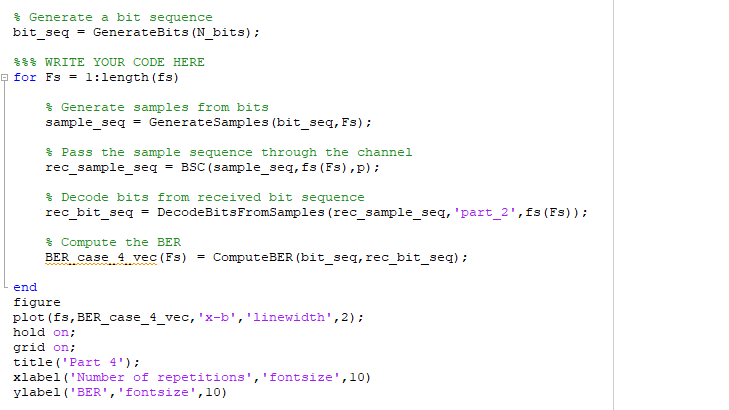 % Generate a bit sequence
bit_seq = GenerateBits(N_bits);
%%% WRITE YOUR CODE HERE
for Fs = 1:length(fs)
% Generate samples from bits
sample_seq = GenerateSamples(bit_seq,Fs);
% Pass the sample sequence through the channel
rec_sample_seq = BSC(sample_seq,fs(Fs),p);
% Decode bits from received bit sequence
rec_bit_seq = DecodeBitsFromSamples(rec_sample_seq,'part_2',fs(Fs));
% Compute the BER
BER_case_4_vec(Fs) = ComputeBER(bit_seq,rec_bit_seq);
end
figure
plot(fs,BER_case_4_vec,'x-b','linewidth',2);
hold on;
grid on;
title('Part 4');
xlabel('Number of repetitions','fontsize',10)
ylabel('BER','fontsize',10)